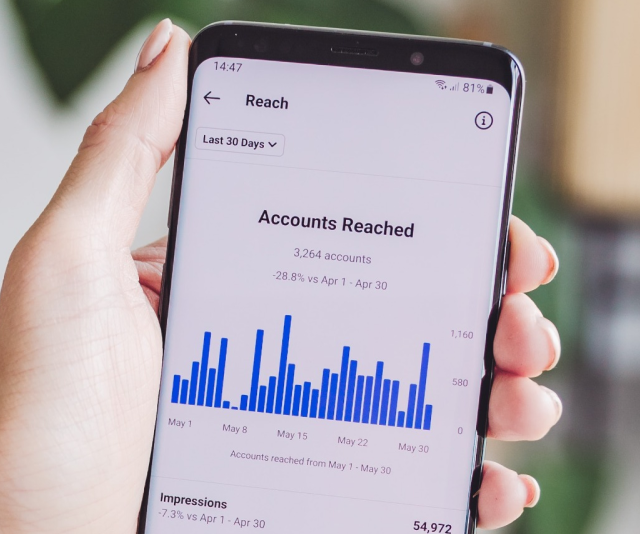 14:47 81%
Reach
Last 30 Days
Accounts Reached
3,264 accounts
-28.8% vs Apr 1 - Apr 30
1,160
580
0
May 1 May 8 May 15 May 22 May 30
Accounts reached from May 1 - May 30
Impressions 54,972
-7.3% vs Apr 1 - Apr 30